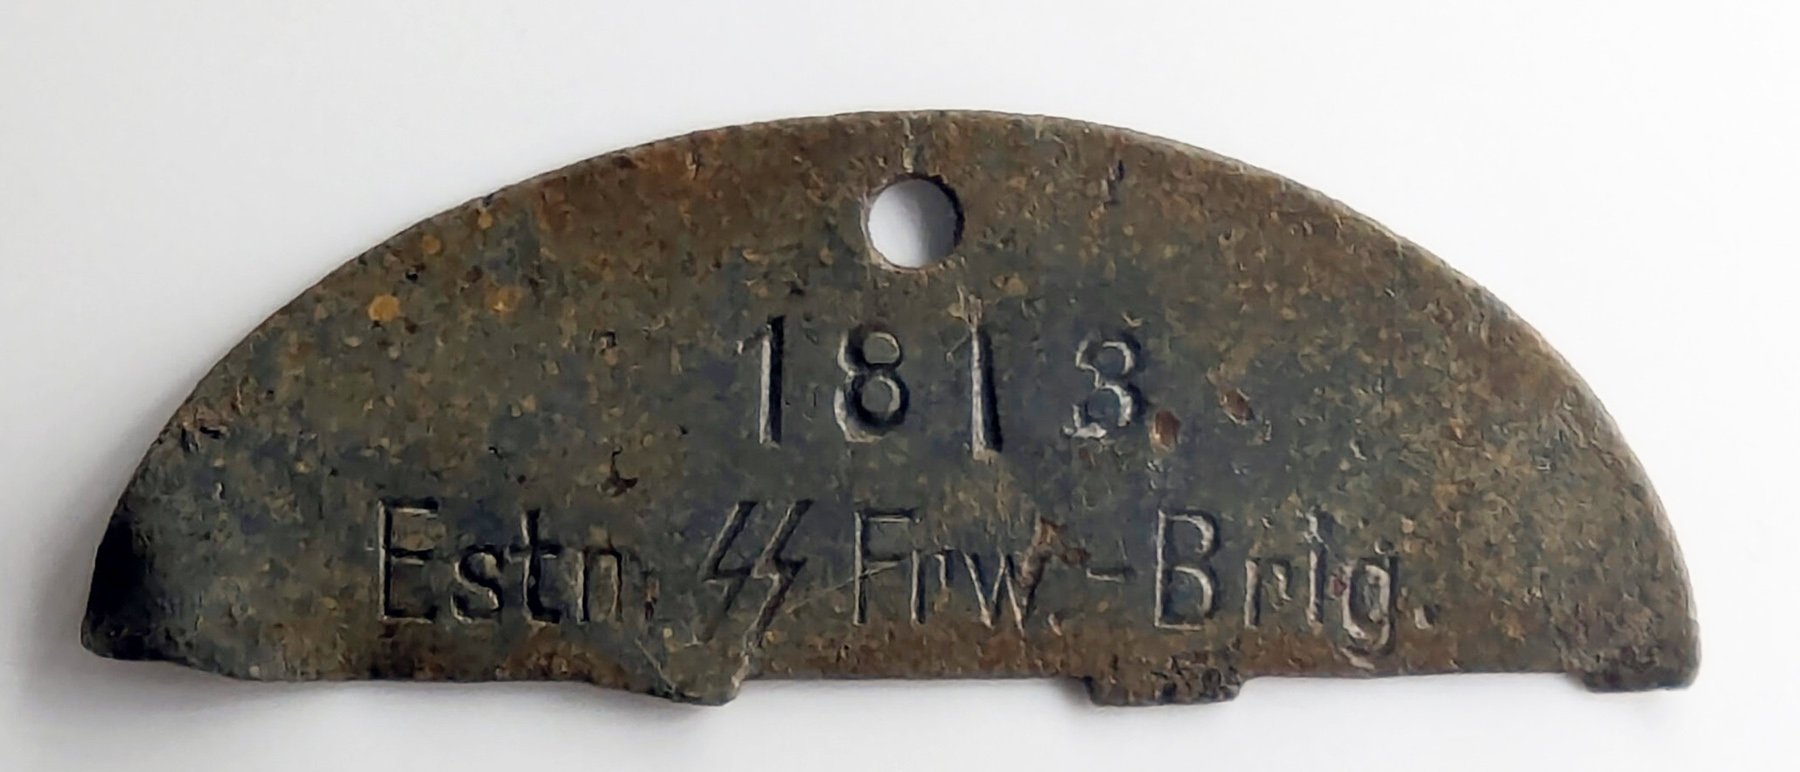 1813
Estn. ᛋᛋ Frw.-Brig.